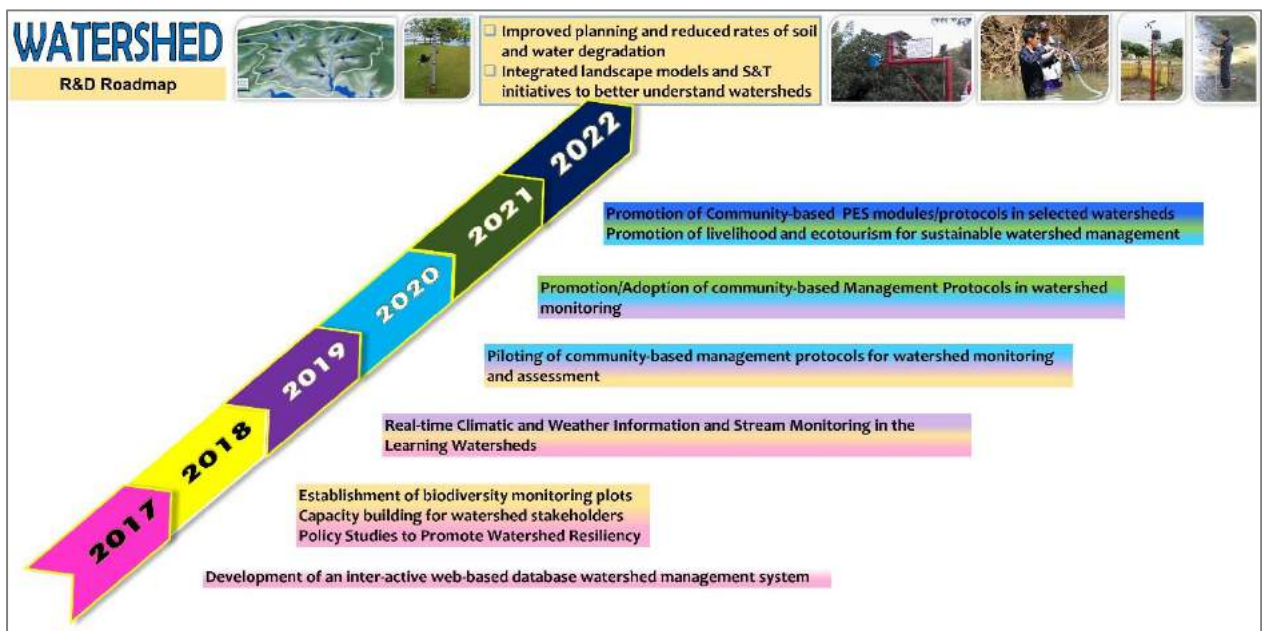 WATERSHED
R&D Roadmap
Improved planning and reduced rates of soil
and water degradation
Integrated landscape models and S&T
initiatives to better understand watersheds
2022
2021
2020
2019
2018
2017
Promotion of Community-based PES modules/protocols in selected watersheds
Promotion of livelihood and ecotourism for sustainable watershed management
Promotion/Adoption of community-based Management Protocols in watershed
monitoring
Piloting of community-based management protocols for watershed monitoring
and assessment
Real-time Climatic and Weather Information and Stream Monitoring in the
Learning Watersheds
Establishment of biodiversity monitoring plots
Capacity building for watershed stakeholders
Policy Studies to Promote Watershed Resiliency
Development of an inter-active web-based database watershed management system